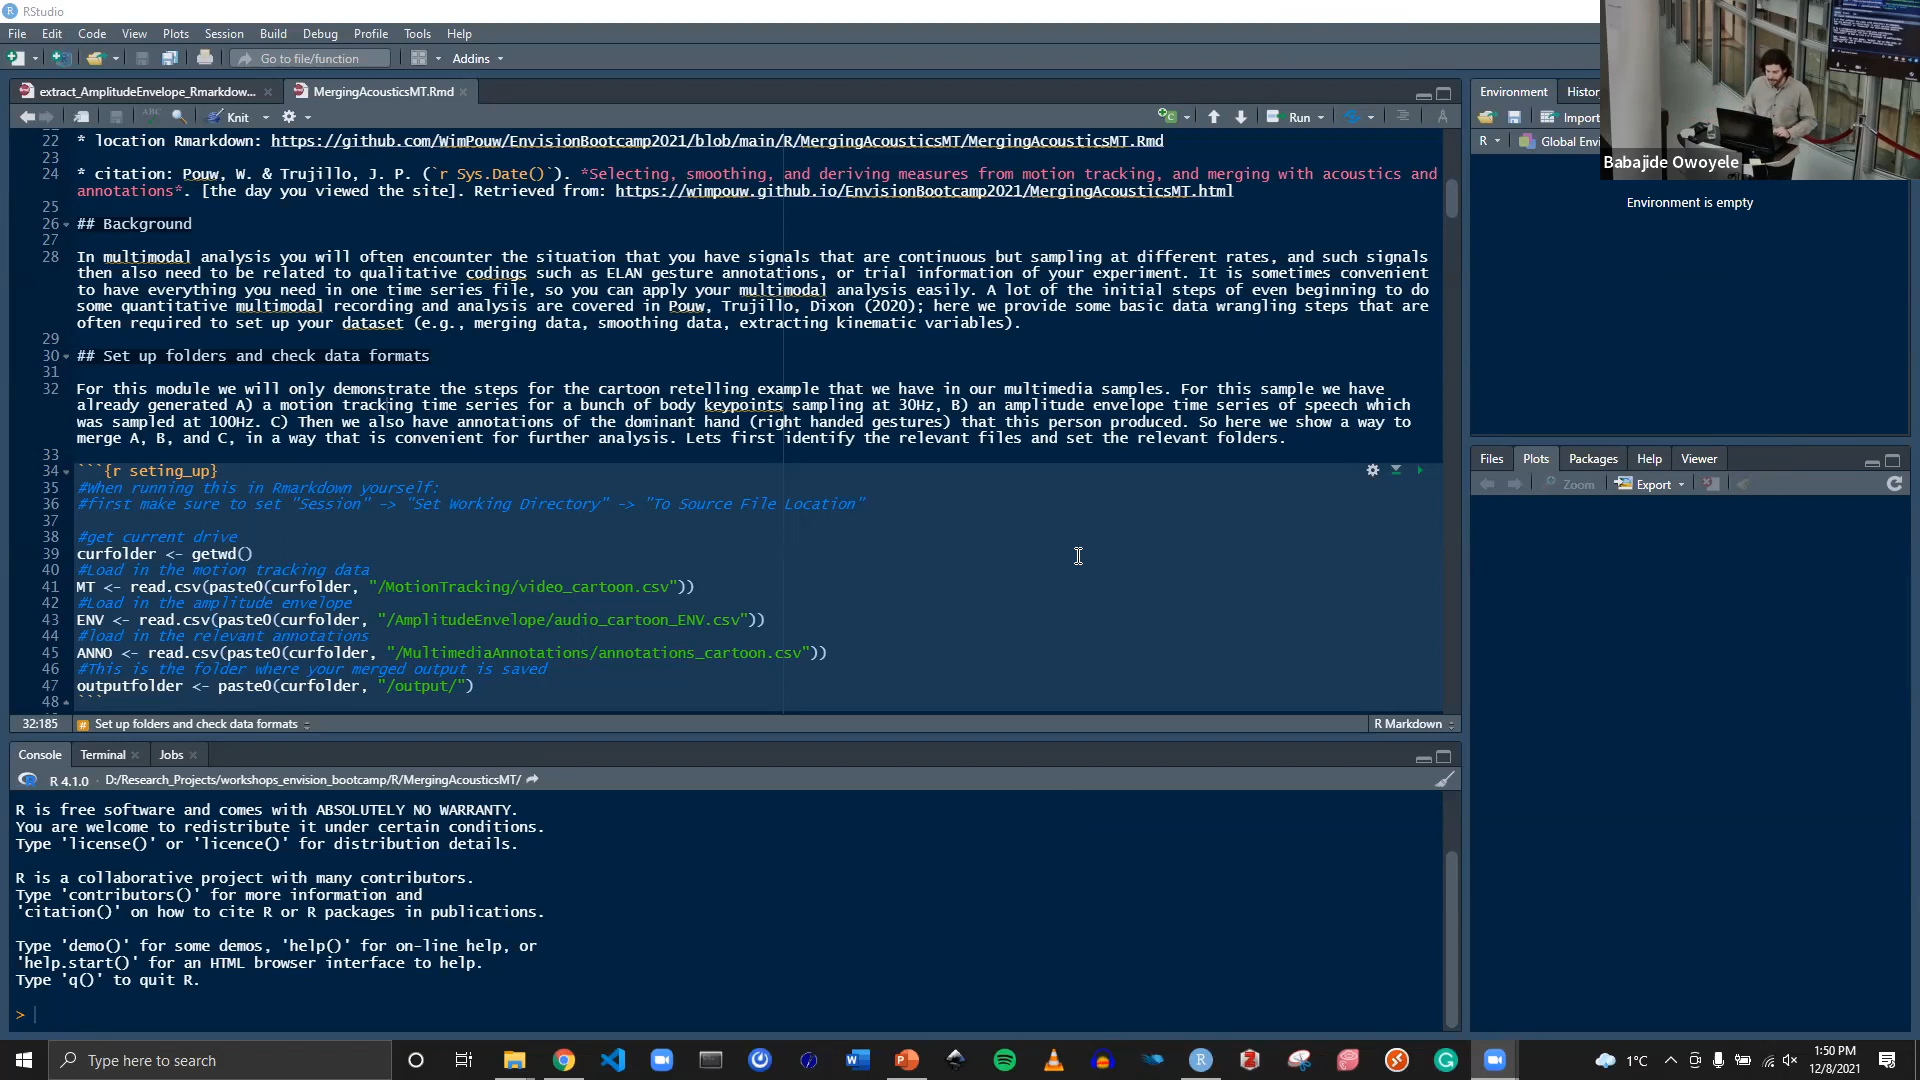 RStudio
File Edit Code View Plots Session Build Debug Profile Tools Help
Go to file/function Addins
extract_AmplitudeEnvelope_Rmarkdow... MergingAcousticsMT.Rmd
Knit Run
22 * location Rmarkdown: https://github.com/WimPouw/EnvisionBootcamp2021/blob/main/R/MergingAcousticsMT/MergingAcousticsMT.Rmd
23
24 * citation: Pouw, W. & Trujillo, J. P. (`r Sys.Date()`). *Selecting, smoothing, and deriving measures from motion tracking, and merging with acoustics and
annotations*. [the day you viewed the site]. Retrieved from: https://wimpouw.github.io/EnvisionBootcamp2021/MergingAcousticsMT.html
25
26 ## Background
27
28 In multimodal analysis you will often encounter the situation that you have signals that are continuous but sampling at different rates, and such signals
then also need to be related to qualitative codings such as ELAN gesture annotations, or trial information of your experiment. It is sometimes convenient
to have everything you need in one time series file, so you can apply your multimodal analysis easily. A lot of the initial steps of even beginning to do
some quantitative multimodal recording and analysis are covered in Pouw, Trujillo, Dixon (2020); here we provide some basic data wrangling steps that are
often required to set up your dataset (e.g., merging data, smoothing data, extracting kinematic variables).
29
30 ## Set up folders and check data formats
31
32 For this module we will only demonstrate the steps for the cartoon retelling example that we have in our multimedia samples. For this sample we have
already generated A) a motion tracking time series for a bunch of body keypoints sampling at 30Hz, B) an amplitude envelope time series of speech which
was sampled at 100Hz. C) Then we also have annotations of the dominant hand (right handed gestures) that this person produced. So here we show a way to
merge A, B, and C, in a way that is convenient for further analysis. Lets first identify the relevant files and set the relevant folders.
33
34 ```{r seting_up}
35 #When running this in Rmarkdown yourself:
36 #first make sure to set "Session" -> "Set Working Directory" -> "To Source File Location"
37
38 #get current drive
39 curfolder <- getwd()
40 #Load in the motion tracking data
41 MT <- read.csv(paste0(curfolder, "/MotionTracking/video_cartoon.csv"))
42 #Load in the amplitude envelope
43 ENV <- read.csv(paste0(curfolder, "/AmplitudeEnvelope/audio_cartoon_ENV.csv"))
44 #load in the relevant annotations
45 ANNO <- read.csv(paste0(curfolder, "/MultimediaAnnotations/annotations_cartoon.csv"))
46 #This is the folder where your merged output is saved
47 outputfolder <- paste0(curfolder, "/output/")
48 ```
32:185 Set up folders and check data formats R Markdown
Console Terminal Jobs
R 4.1.0 · D:/Research_Projects/workshops_envision_bootcamp/R/MergingAcousticsMT/
R is free software and comes with ABSOLUTELY NO WARRANTY.
You are welcome to redistribute it under certain conditions.
Type 'license()' or 'licence()' for distribution details.
R is a collaborative project with many contributors.
Type 'contributors()' for more information and
'citation()' on how to cite R or R packages in publications.
Type 'demo()' for some demos, 'help()' for on-line help, or
'help.start()' for an HTML browser interface to help.
Type 'q()' to quit R.
>
Environment Histor
Import
R Global Envi
Babajide Owoyele
Environment is empty
Files Plots Packages Help Viewer
Zoom Export
Type here to search
1°C
1:50 PM
12/8/2021